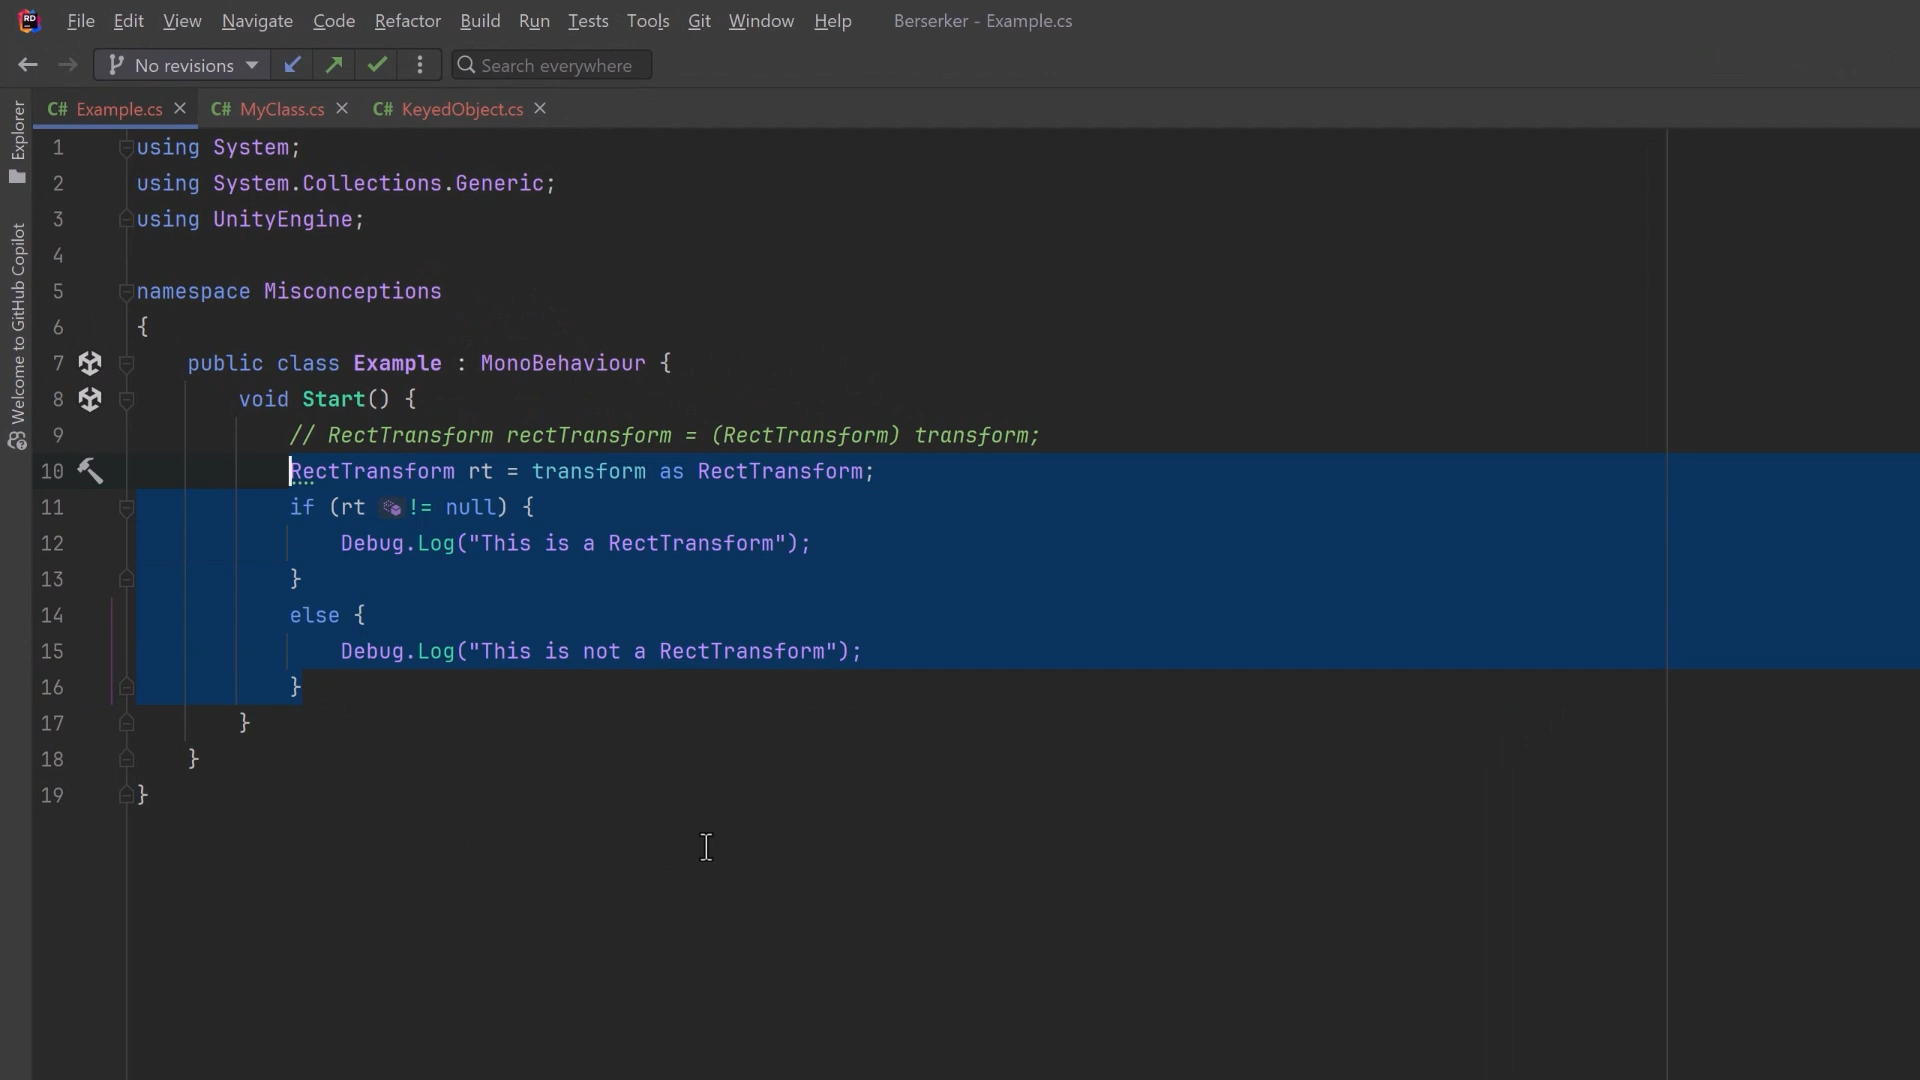 RD File Edit View Navigate Code Refactor Build Run Tests Tools Git Window Help Berserker - Example.cs
No revisions Search everywhere
C# Example.cs C# MyClass.cs C# KeyedObject.cs
Explorer
Welcome to GitHub Copilot
1 using System;
2 using System.Collections.Generic;
3 using UnityEngine;
4
5 namespace Misconceptions
6 {
7 public class Example : MonoBehaviour {
8 void Start() {
9 // RectTransform rectTransform = (RectTransform) transform;
10 RectTransform rt = transform as RectTransform;
11 if (rt != null) {
12 Debug.Log("This is a RectTransform");
13 }
14 else {
15 Debug.Log("This is not a RectTransform");
16 }
17 }
18 }
19 }